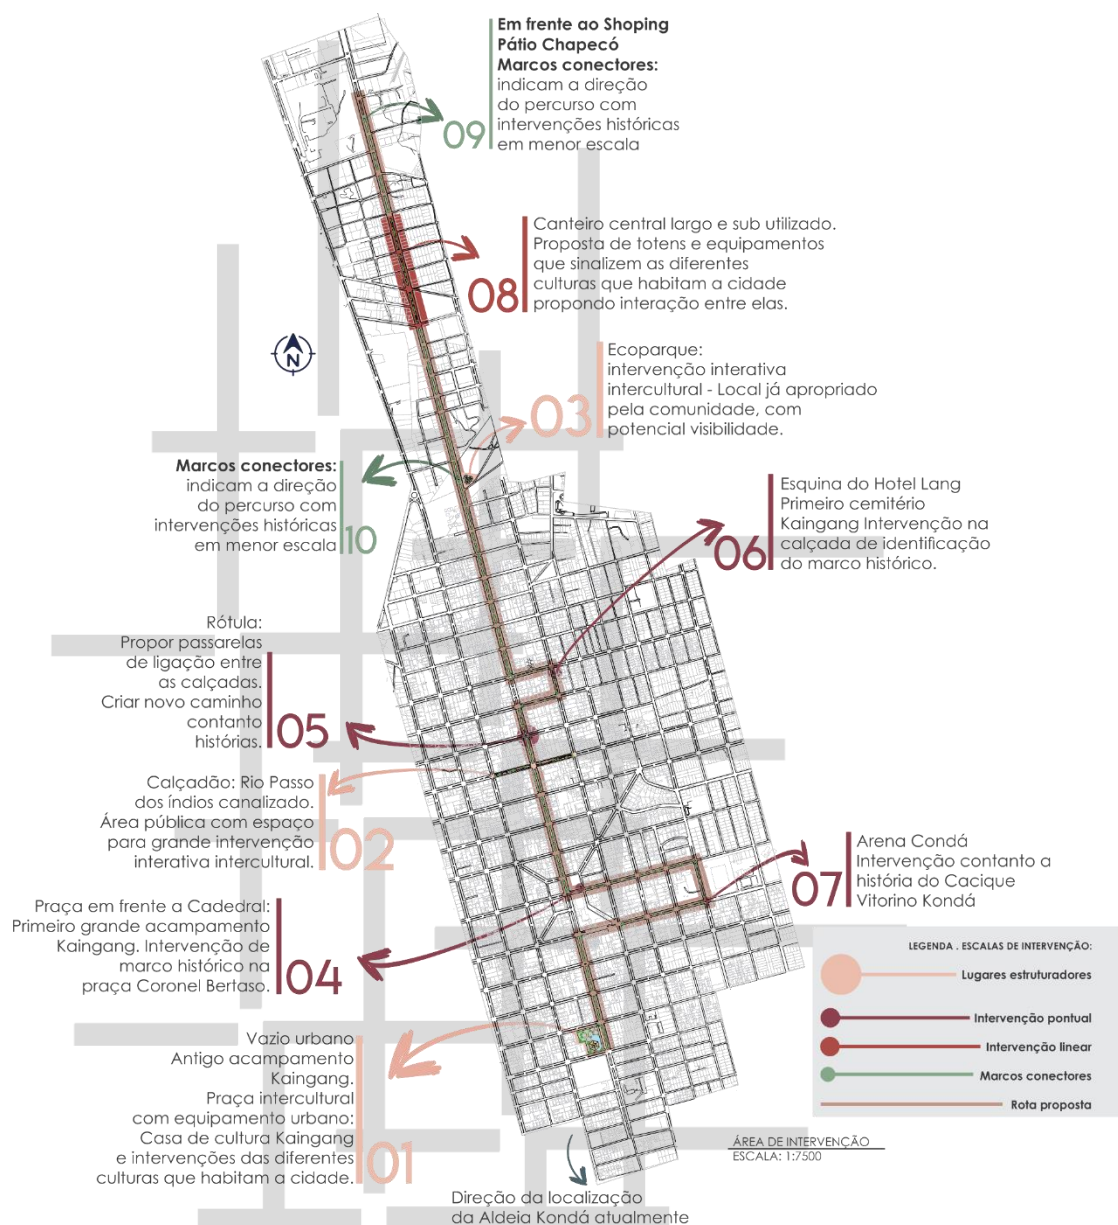 Em frente ao Shoping
Pátio Chapecó
Marcos conectores:
indicam a direção
do percurso com
intervenções históricas
em menor escala
09
Canteiro central largo e sub utilizado.
Proposta de totens e equipamentos
que sinalizem as diferentes
culturas que habitam a cidade
propondo interação entre elas.
08
N
Ecoparque:
intervenção interativa
intercultural - Local já apropriado
pela comunidade, com
potencial visibilidade.
03
Marcos conectores:
indicam a direção
do percurso com
intervenções históricas
em menor escala
10
Esquina do Hotel Lang
Primeiro cemitério
Kaingang Intervenção na
calçada de identificação
do marco histórico.
06
Rótula:
Propor passarelas
de ligação entre
as calçadas.
Criar novo caminho
contanto
histórias.
05
Calçadão: Rio Passo
dos índios canalizado.
Área pública com espaço
para grande intervenção
interativa intercultural.
02
Arena Condá
Intervenção contanto a
história do Cacique
Vitorino Kondá
07
Praça em frente a Cadedral:
Primeiro grande acampamento
Kaingang. Intervenção de
marco histórico na
praça Coronel Bertaso.
04
LEGENDA . ESCALAS DE INTERVENÇÃO:
Lugares estruturadores
Intervenção pontual
Intervenção linear
Marcos conectores
Rota proposta
Vazio urbano
Antigo acampamento
Kaingang.
Praça intercultural
com equipamento urbano:
Casa de cultura Kaingang
e intervenções das diferentes
culturas que habitam a cidade.
01
ÁREA DE INTERVENÇÃO
ESCALA: 1:7500
Direção da localização
da Aldeia Kondá atualmente